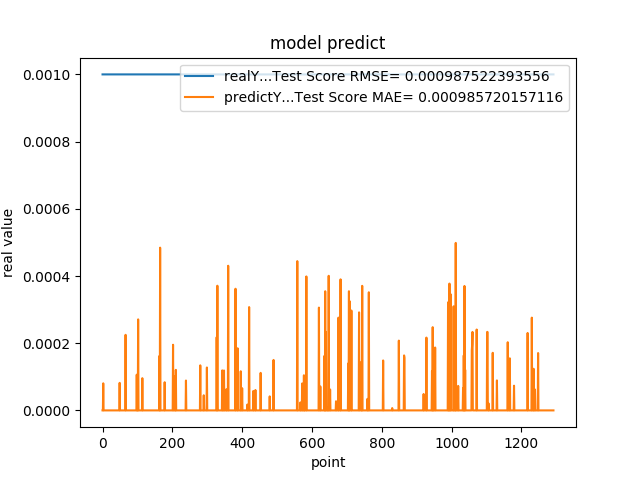 model predict
realY...Test Score RMSE= 0.000987522393556
predictY...Test Score MAE= 0.000985720157116
0.0010
0.0008
0.0006
0.0004
0.0002
0.0000
real value
0 200 400 600 800 1000 1200
point